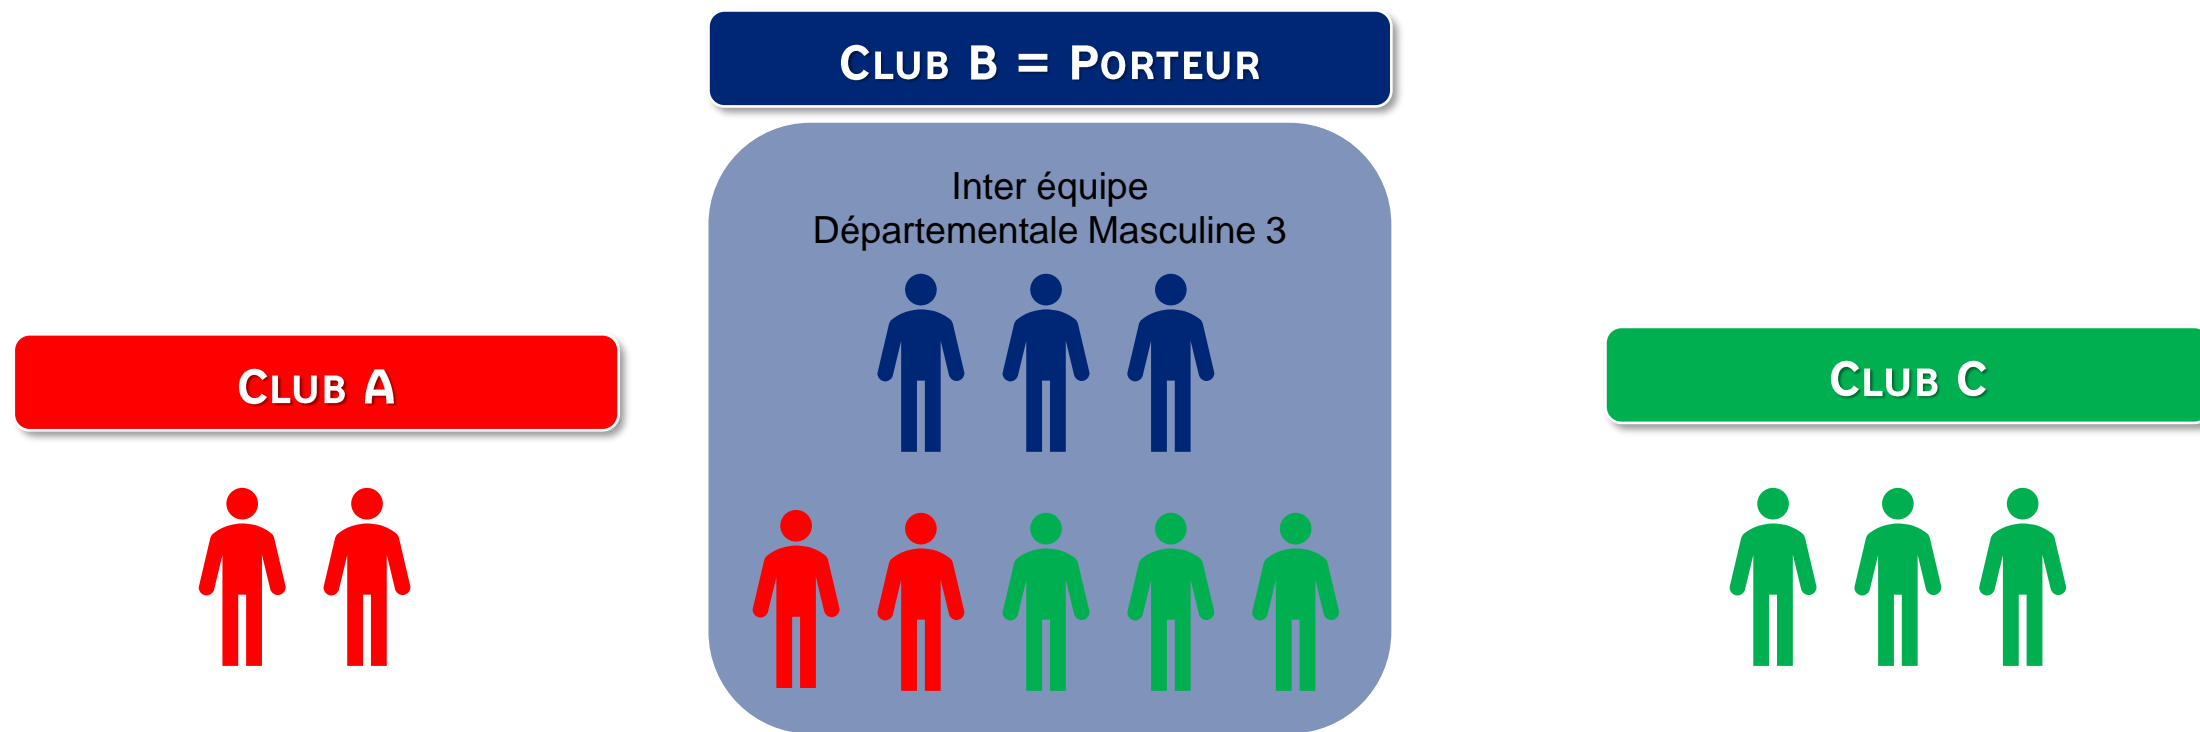 Club B = Porteur
Inter équipe
Départementale Masculine 3
Club A
Club C